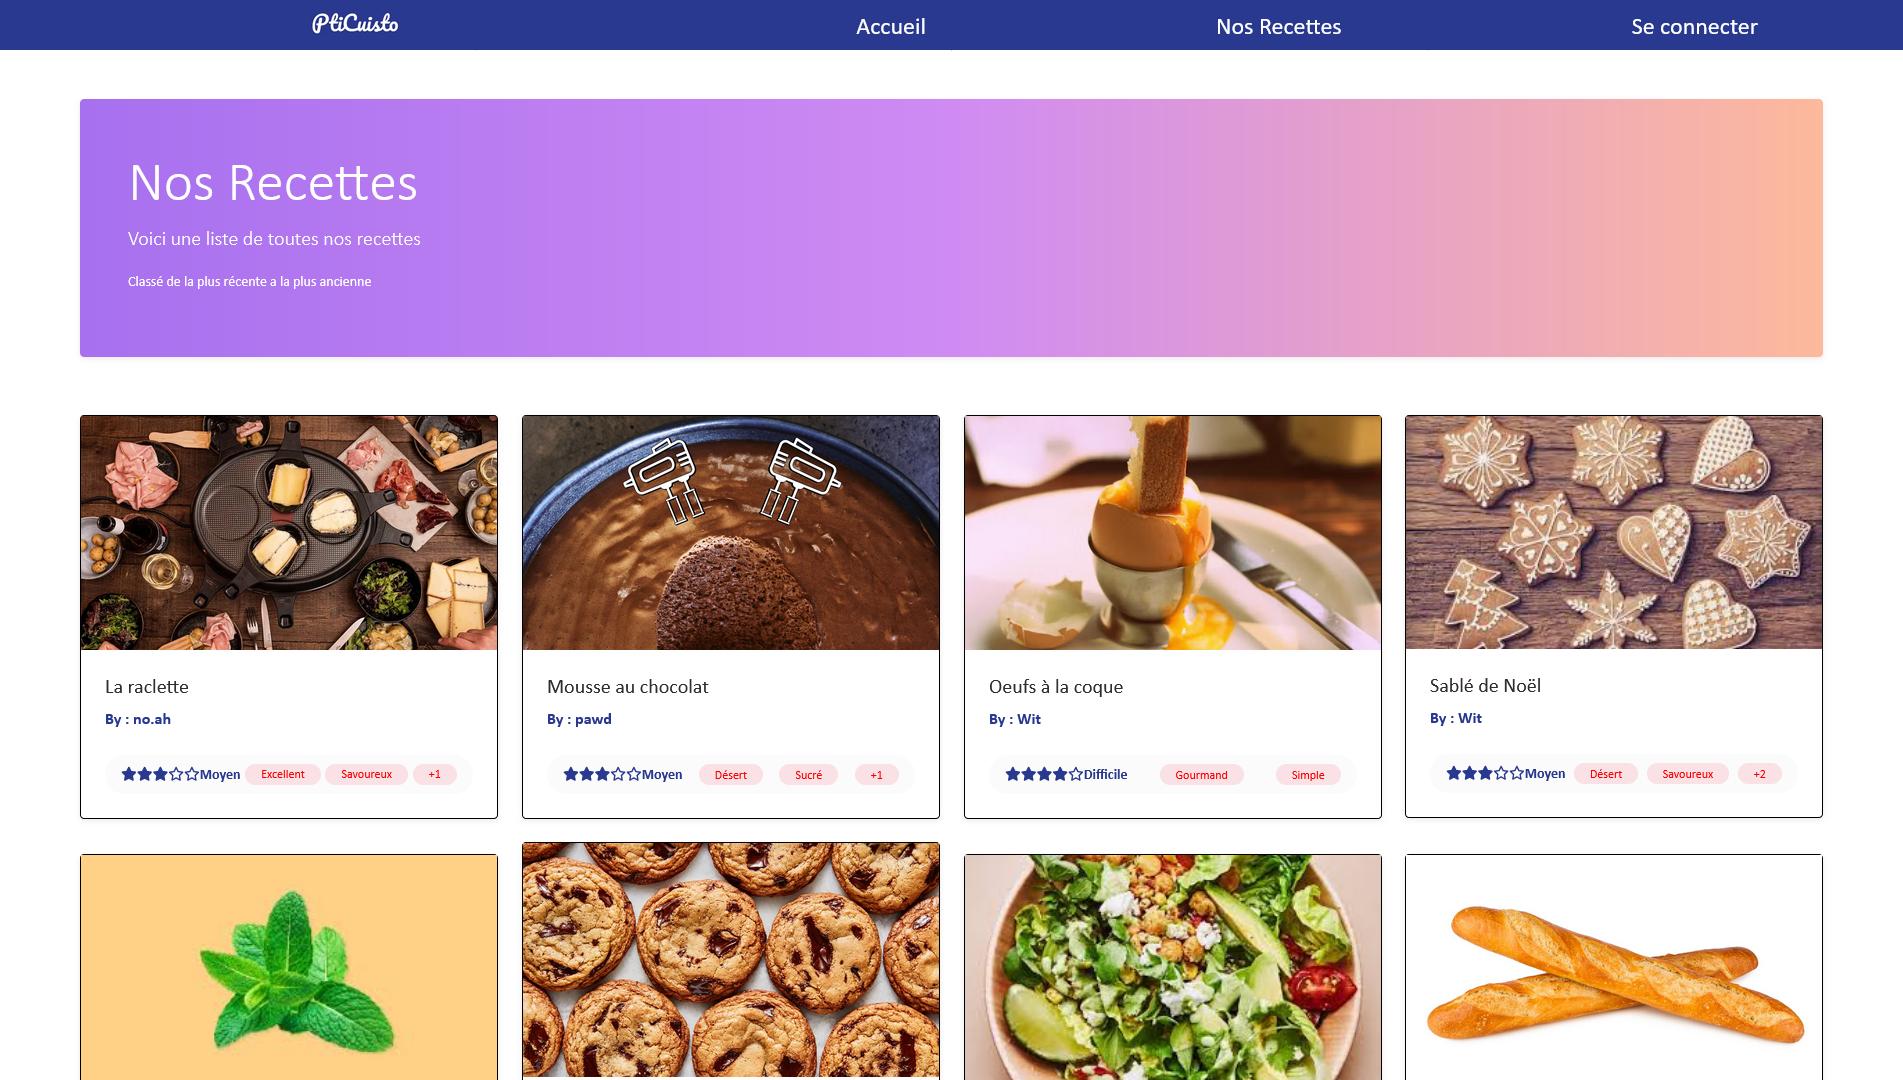 PtiCuisto
Accueil
Nos Recettes
Se connecter
Nos Recettes
Voici une liste de toutes nos recettes
Classé de la plus récente a la plus ancienne
La raclette
By : no.ah
Moyen Excellent Savoureux +1
Mousse au chocolat
By : pawd
Moyen Désert Sucré +1
Oeufs à la coque
By : Wit
Difficile Gourmand Simple
Sablé de Noël
By : Wit
Moyen Désert Savoureux +2